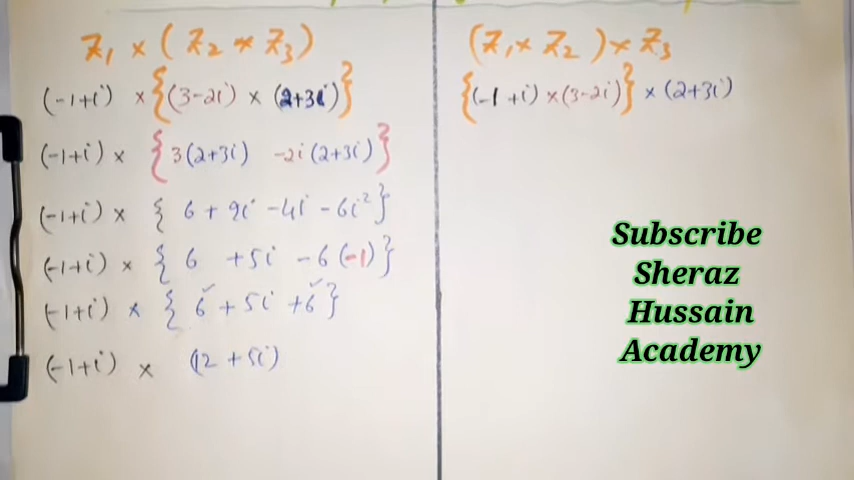 Z₁ × ( Z₂ × Z₃ )
(-1+i) × {(3-2i) × (2+3i)}
(-1+i) × { 3(2+3i) -2i(2+3i) }
(-1+i) × { 6 + 9i -4i -6i² }
(-1+i) × { 6 +5i -6(-1) }
(-1+i) × { 6 +5i +6 }
(-1+i) × (12 +5i)
(Z₁ × Z₂ ) × Z₃
{(-1 +i) ×(3-2i)} × (2+3i)
Subscribe
Sheraz
Hussain
Academy